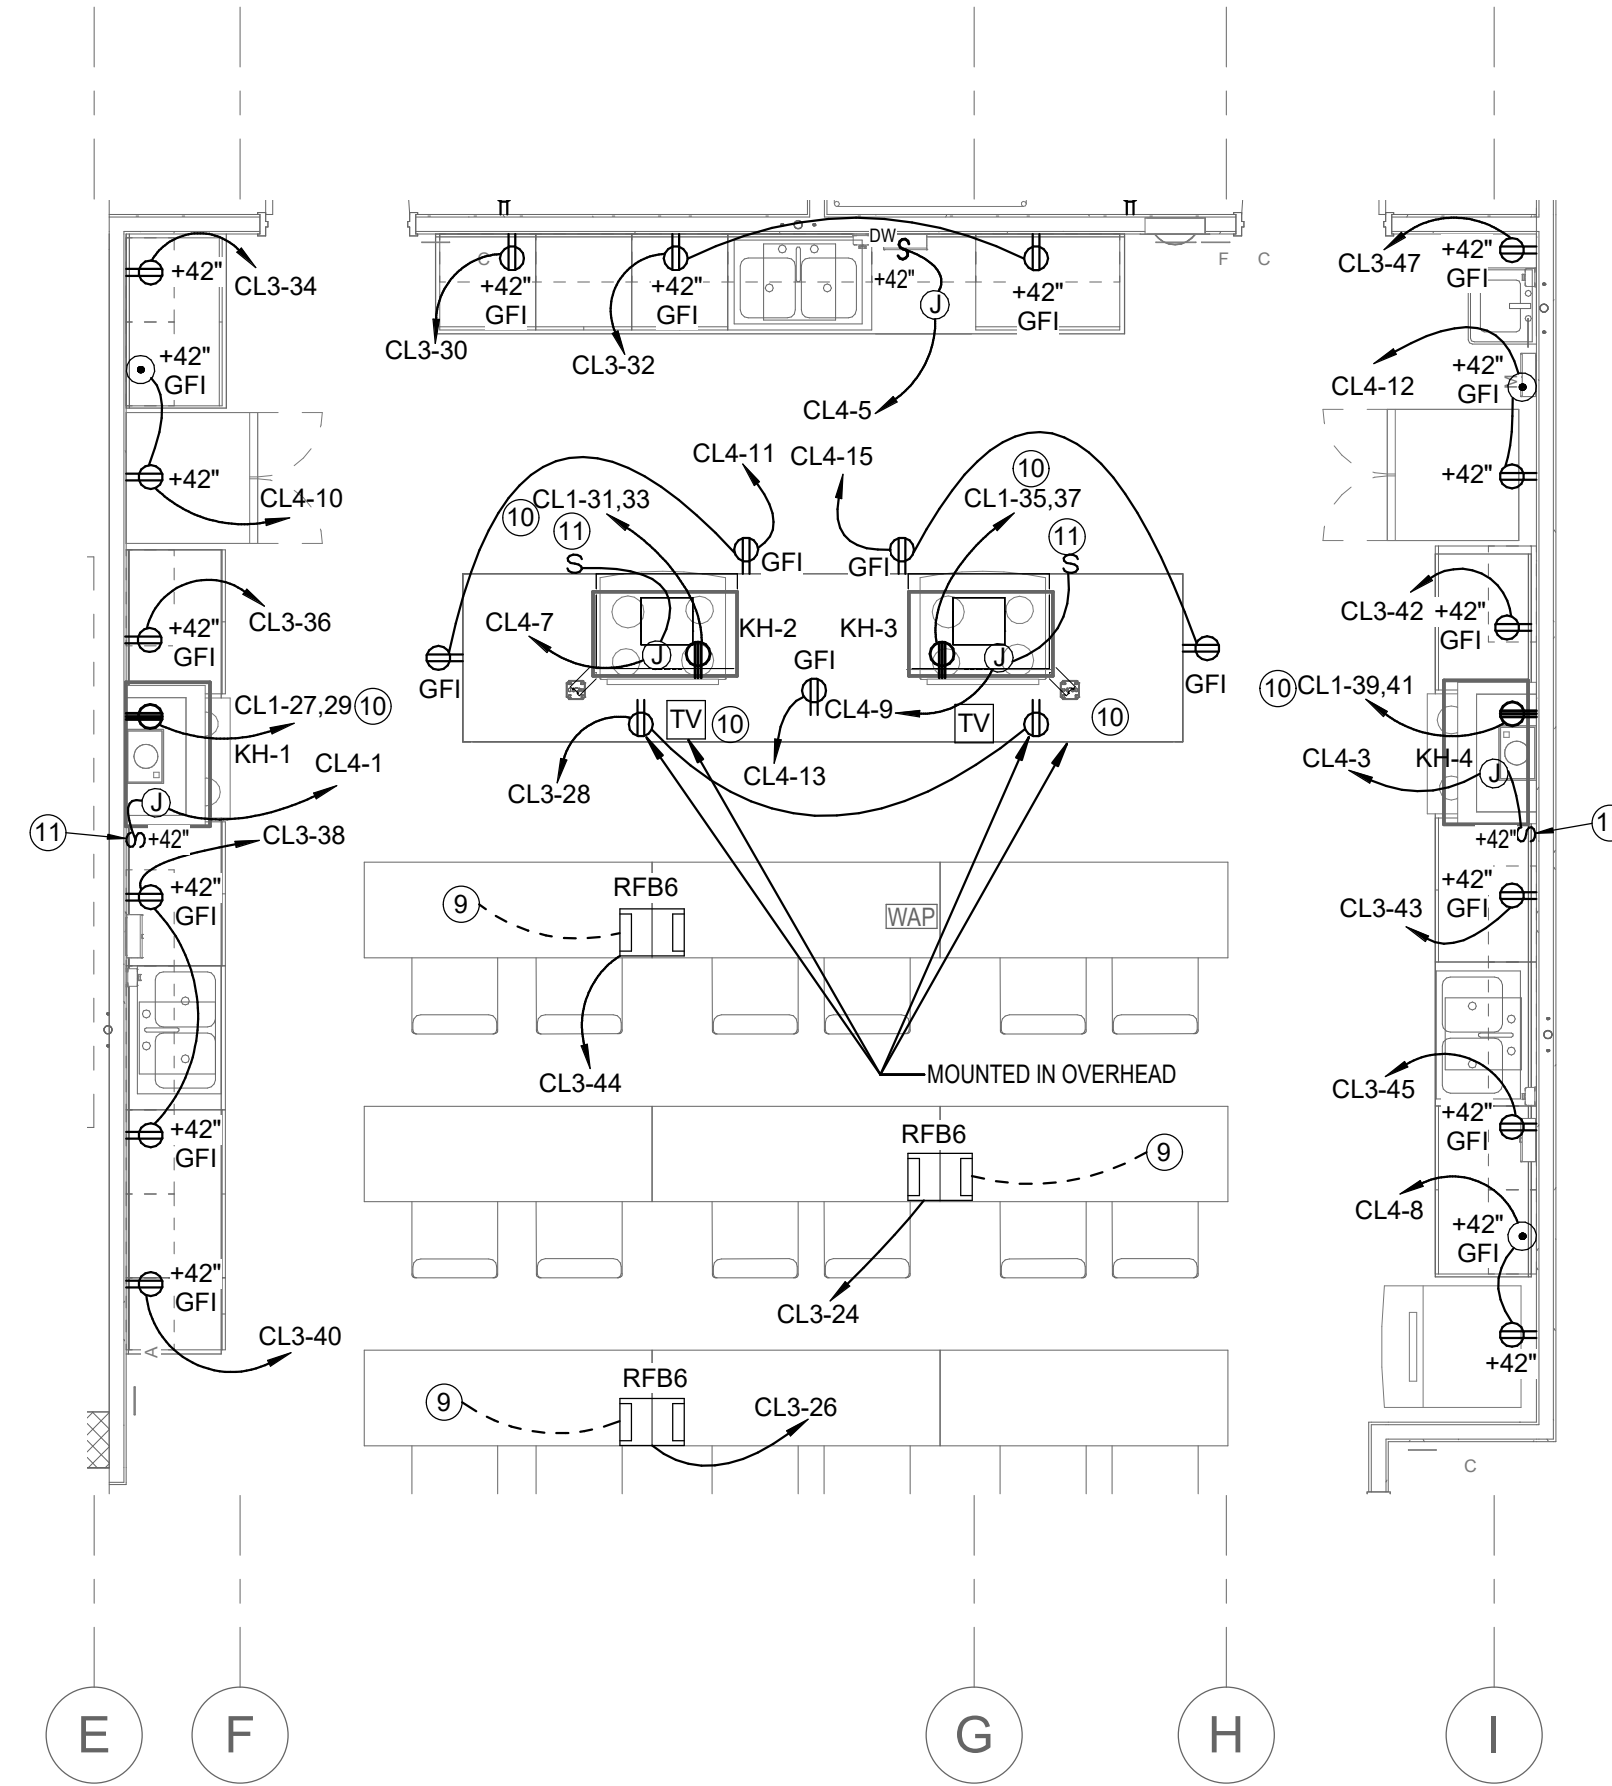 DW
S
+42"
CL3-34
C
+42"
GFI
+42"
GFI
+42"
+42"
GFI
J
F
C
CL3-47
+42"
GFI
CL3-30
CL3-32
+42"
GFI
CL4-5
CL4-12
+42"
GFI
+42"
CL4-10
CL4-11
CL4-15
10
CL1-31,33
10
11
S
GFI
GFI
10
CL1-35,37
11
S
+42"
CL3-36
+42"
GFI
CL4-7
J
KH-2
KH-3
J
GFI
GFI
GFI
CL3-42
+42"
GFI
CL1-27,29
10
KH-1
CL4-1
J
11
S
+42"
TV
10
CL4-9
TV
10
CL3-28
CL4-13
10
CL1-39,41
CL4-3
KH-4
J
+42"
S
1
CL3-38
+42"
GFI
9
RFB6
WAP
CL3-43
+42"
GFI
CL3-44
MOUNTED IN OVERHEAD
CL3-45
+42"
GFI
+42"
GFI
RFB6
9
CL4-8
+42"
GFI
+42"
GFI
CL3-24
CL3-40
A
+42"
9
RFB6
CL3-26
C
E
F
G
H
I